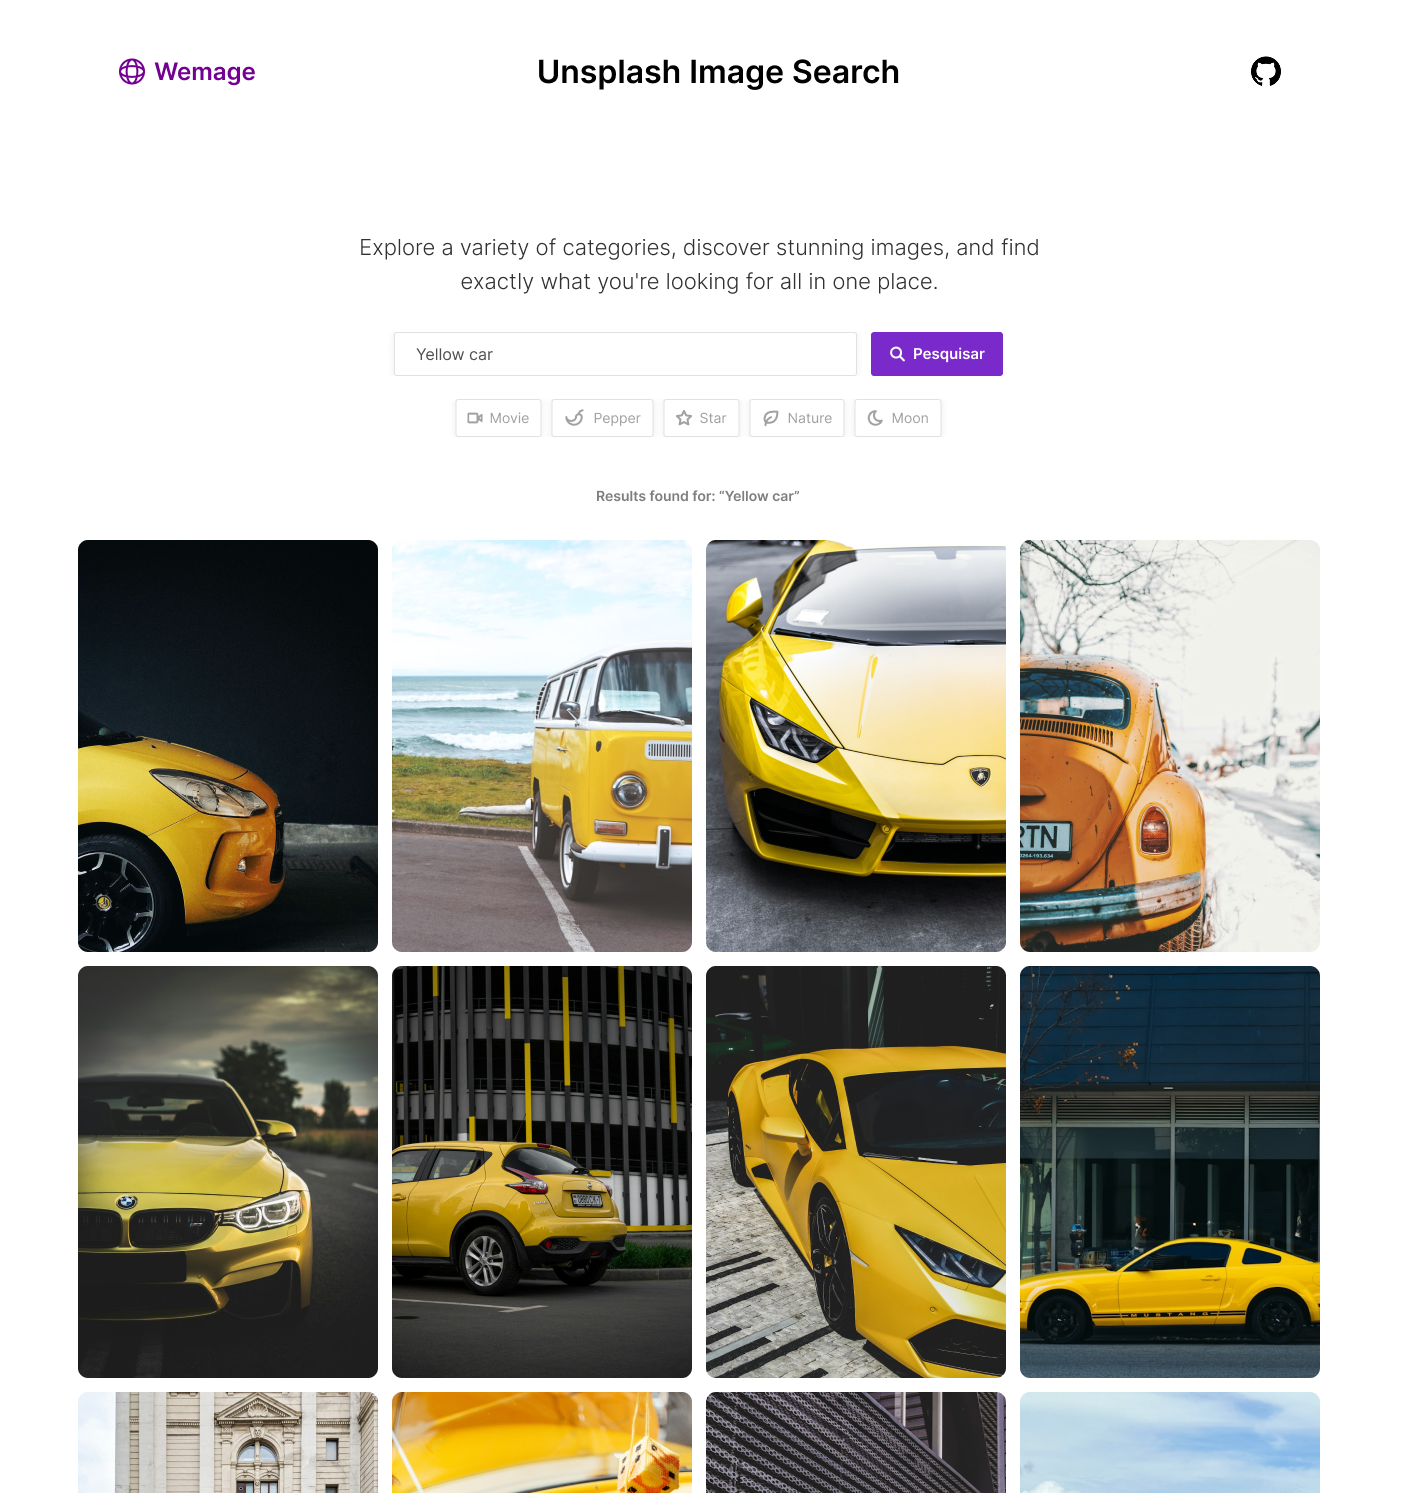 Wemage
Unsplash Image Search
Explore a variety of categories, discover stunning images, and find
exactly what you're looking for all in one place.
Yellow car
Pesquisar
Movie
Pepper
Star
Nature
Moon
Results found for: “Yellow car”
RTN
MUSTANG